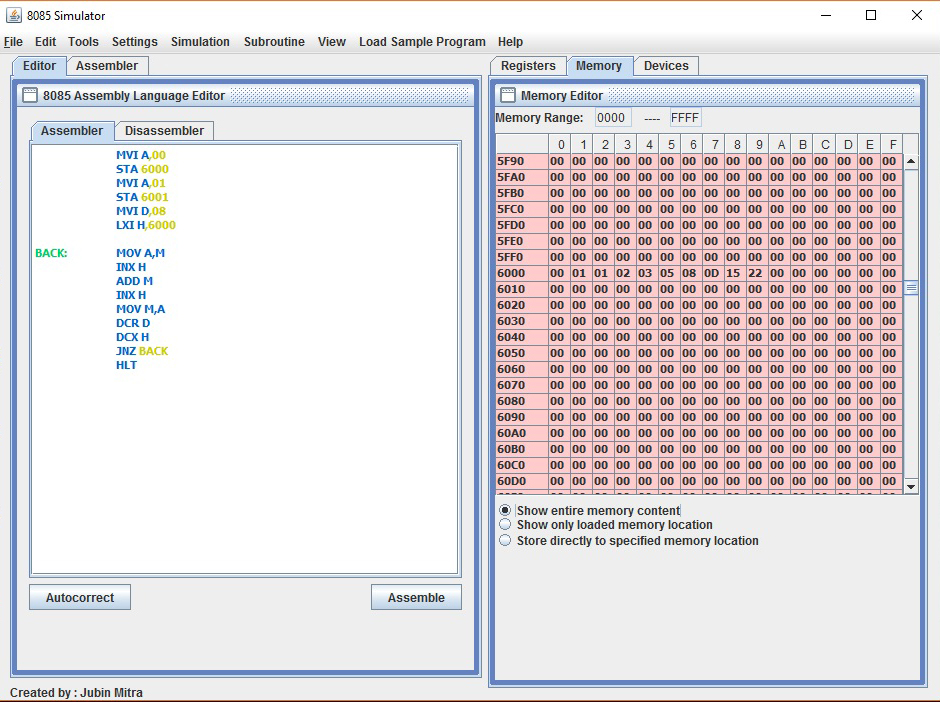 8085 Simulator
File Edit Tools Settings Simulation Subroutine View Load Sample Program Help
Editor Assembler
8085 Assembly Language Editor
Assembler Disassembler
MVI A,00
STA 6000
MVI A,01
STA 6001
MVI D,08
LXI H,6000
BACK: MOV A,M
INX H
ADD M
INX H
MOV M,A
DCR D
DCX H
JNZ BACK
HLT
Autocorrect Assemble
Registers Memory Devices
Memory Editor
Memory Range: 0000 ---- FFFF
0 1 2 3 4 5 6 7 8 9 A B C D E F
5F90 00 00 00 00 00 00 00 00 00 00 00 00 00 00 00 00
5FA0 00 00 00 00 00 00 00 00 00 00 00 00 00 00 00 00
5FB0 00 00 00 00 00 00 00 00 00 00 00 00 00 00 00 00
5FC0 00 00 00 00 00 00 00 00 00 00 00 00 00 00 00 00
5FD0 00 00 00 00 00 00 00 00 00 00 00 00 00 00 00 00
5FE0 00 00 00 00 00 00 00 00 00 00 00 00 00 00 00 00
5FF0 00 00 00 00 00 00 00 00 00 00 00 00 00 00 00 00
6000 00 01 01 02 03 05 08 0D 15 22 00 00 00 00 00 00
6010 00 00 00 00 00 00 00 00 00 00 00 00 00 00 00 00
6020 00 00 00 00 00 00 00 00 00 00 00 00 00 00 00 00
6030 00 00 00 00 00 00 00 00 00 00 00 00 00 00 00 00
6040 00 00 00 00 00 00 00 00 00 00 00 00 00 00 00 00
6050 00 00 00 00 00 00 00 00 00 00 00 00 00 00 00 00
6060 00 00 00 00 00 00 00 00 00 00 00 00 00 00 00 00
6070 00 00 00 00 00 00 00 00 00 00 00 00 00 00 00 00
6080 00 00 00 00 00 00 00 00 00 00 00 00 00 00 00 00
6090 00 00 00 00 00 00 00 00 00 00 00 00 00 00 00 00
60A0 00 00 00 00 00 00 00 00 00 00 00 00 00 00 00 00
60B0 00 00 00 00 00 00 00 00 00 00 00 00 00 00 00 00
60C0 00 00 00 00 00 00 00 00 00 00 00 00 00 00 00 00
60D0 00 00 00 00 00 00 00 00 00 00 00 00 00 00 00 00
Show entire memory content
Show only loaded memory location
Store directly to specified memory location
Created by : Jubin Mitra